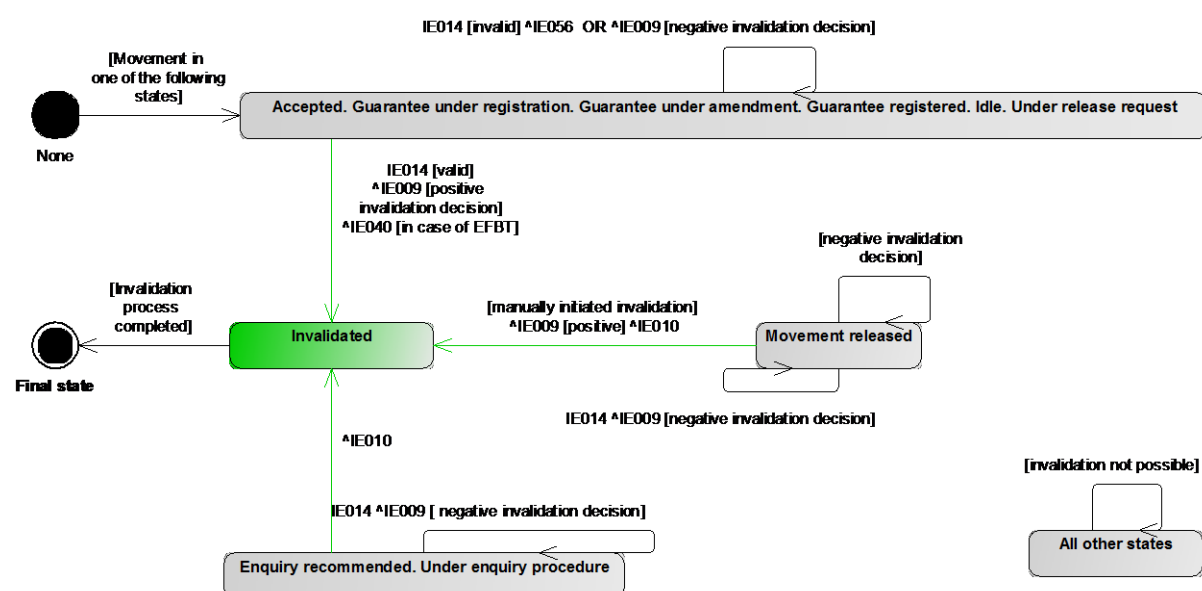 IE014 [invalid] ^IE056 OR ^IE009 [negative invalidation decision]
[Movement in
one of the following
states]
Accepted. Guarantee under registration. Guarantee under amendment. Guarantee registered. Idle. Under release request
None
IE014 [valid]
^IE009 [positive
invalidation decision]
^IE040 [in case of EFBT]
[negative invalidation
decision]
[Invalidation
process
completed]
[manually initiated invalidation]
^IE009 [positive] ^IE010
Invalidated
Movement released
Final state
IE014 ^IE009 [negative invalidation decision]
^IE010
[invalidation not possible]
IE014 ^IE009 [ negative invalidation decision]
All other states
Enquiry recommended. Under enquiry procedure